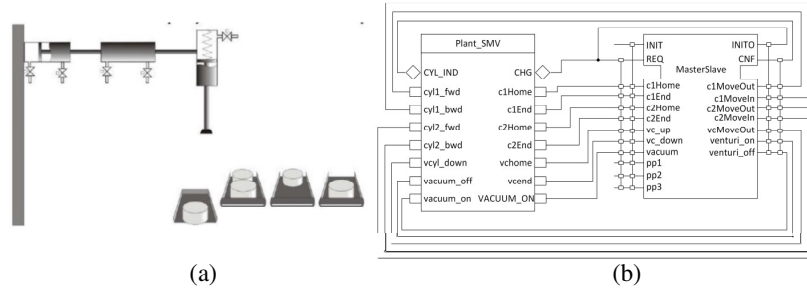 Plant_SMV
CYL_IND CHG
cyl1_fwd c1Home
cyl1_bwd c1End
cyl2_fwd c2Home
cyl2_bwd c2End
vcyl_down vchome
vacuum_off vcend
vacuum_on VACUUM_ON
INIT INITO
REQ CNF
MasterSlave
c1Home c1MoveOut
c1End c1MoveIn
c2Home c2MoveOut
c2End c2MoveIn
vc_up vcMoveOut
vc_down venturi_on
vacuum venturi_off
pp1
pp2
pp3
(a) (b)